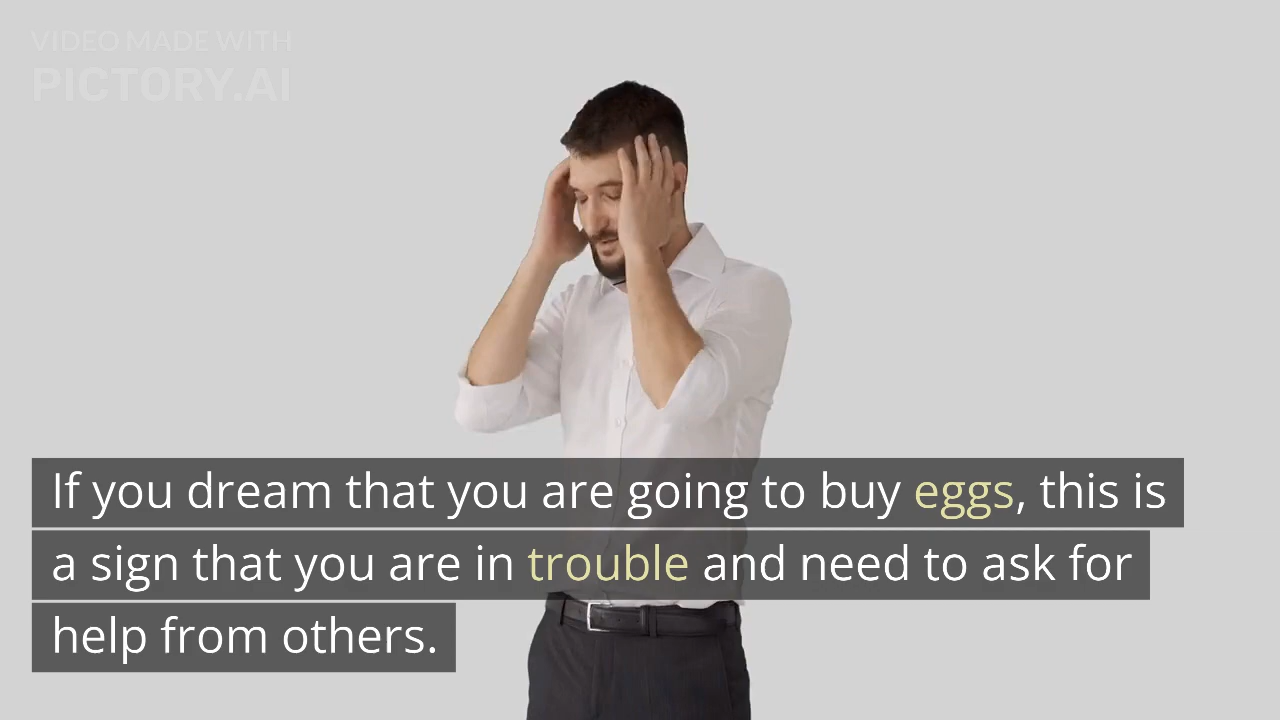 VIDEO MADE WITH
PICTORY.AI
If you dream that you are going to buy eggs, this is
a sign that you are in trouble and need to ask for
help from others.